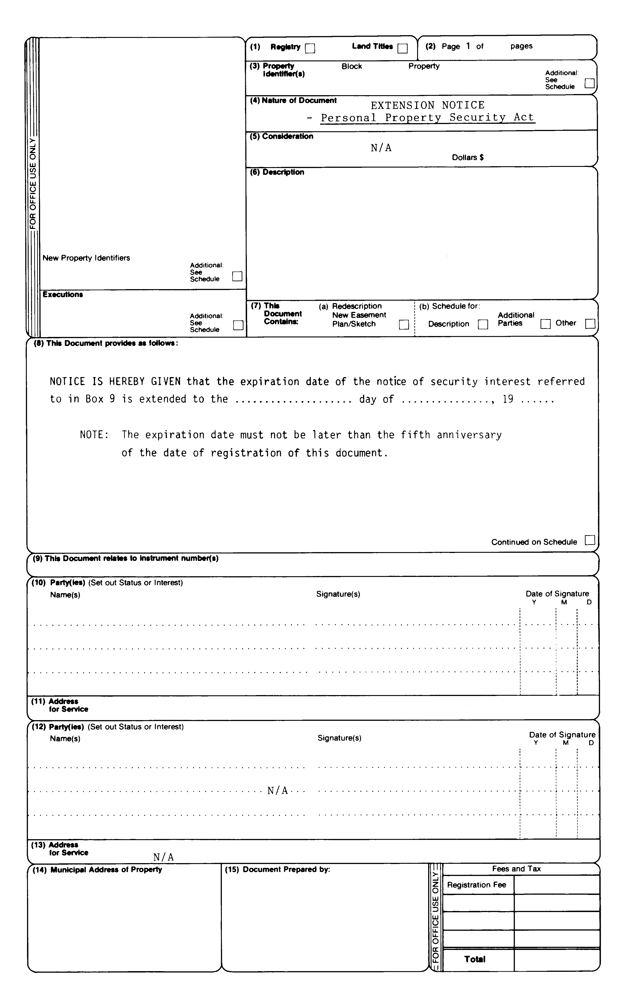 FOR OFFICE USE ONLY
New Property Identifiers
Additional:
See
Schedule
Executions
Additional:
See
Schedule
(1) Registry Land Titles
(2) Page 1 of pages
(3) Property Block Property
Identifier(s)
Additional:
See
Schedule
(4) Nature of Document
EXTENSION NOTICE
- Personal Property Security Act
(5) Consideration
N/A
Dollars $
(6) Description
(7) This
Document
Contains:
(a) Redescription
New Easement
Plan/Sketch
(b) Schedule for:
Description
Additional
Parties
Other
(8) This Document provides as follows:
NOTICE IS HEREBY GIVEN that the expiration date of the notice of security interest referred
to in Box 9 is extended to the .................... day of ..............., 19 ......
NOTE: The expiration date must not be later than the fifth anniversary
of the date of registration of this document.
Continued on Schedule
(9) This Document relates to instrument number(s)
(10) Party(ies) (Set out Status or Interest)
Name(s) Signature(s) Date of Signature
Y M D
(11) Address
for Service
(12) Party(ies) (Set out Status or Interest)
Name(s) Signature(s) Date of Signature
Y M D
N/A
(13) Address
for Service
N/A
(14) Municipal Address of Property
(15) Document Prepared by:
FOR OFFICE USE ONLY
Fees and Tax
Registration Fee
Total